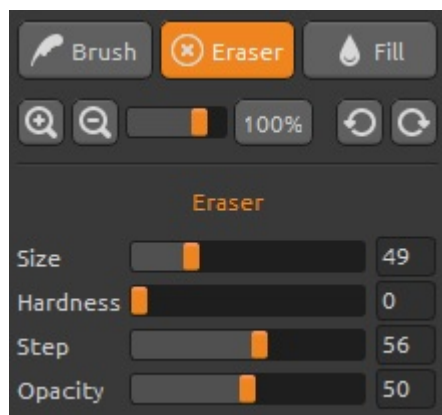 Brush Eraser Fill
100%
Eraser
Size 49
Hardness 0
Step 56
Opacity 50